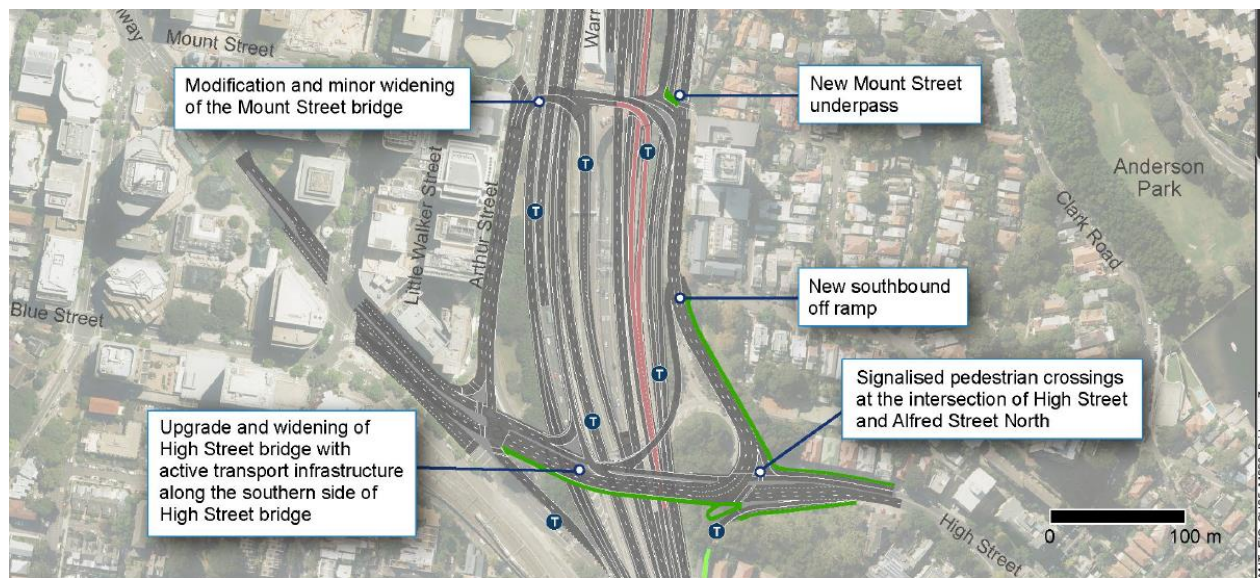 hway
Mount Street
Warr
Modification and minor widening
of the Mount Street bridge
New Mount Street
underpass
T
T
T
Anderson
Park
Clark Road
Little Walker Street
Arthur Street
New southbound
off ramp
Blue Street
T
Signalised pedestrian crossings
at the intersection of High Street
and Alfred Street North
Upgrade and widening of
High Street bridge with
active transport infrastructure
along the southern side of
High Street bridge
T
T
T
High Street
0
100 m